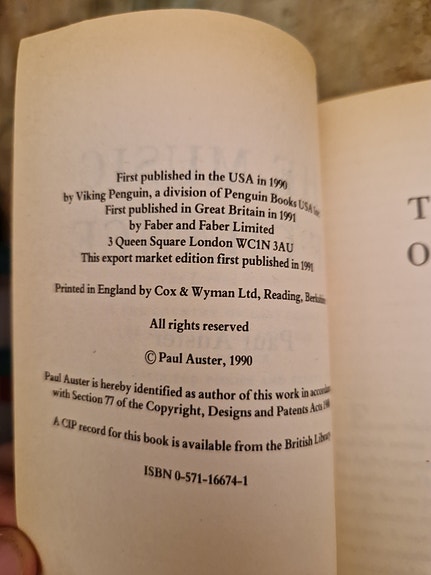 First published in the USA in 1990
by Viking Penguin, a division of Penguin Books USA
First published in Great Britain in 1991
by Faber and Faber Limited
3 Queen Square London WC1N 3AU
This export market edition first published in 1991
Printed in England by Cox & Wyman Ltd, Reading,
All rights reserved
© Paul Auster, 1990
Paul Auster is hereby identified as author of this work in
with Section 77 of the Copyright, Designs and Patents Act
A CIP record for this book is available from the British
ISBN 0-571-16674-1
T
O